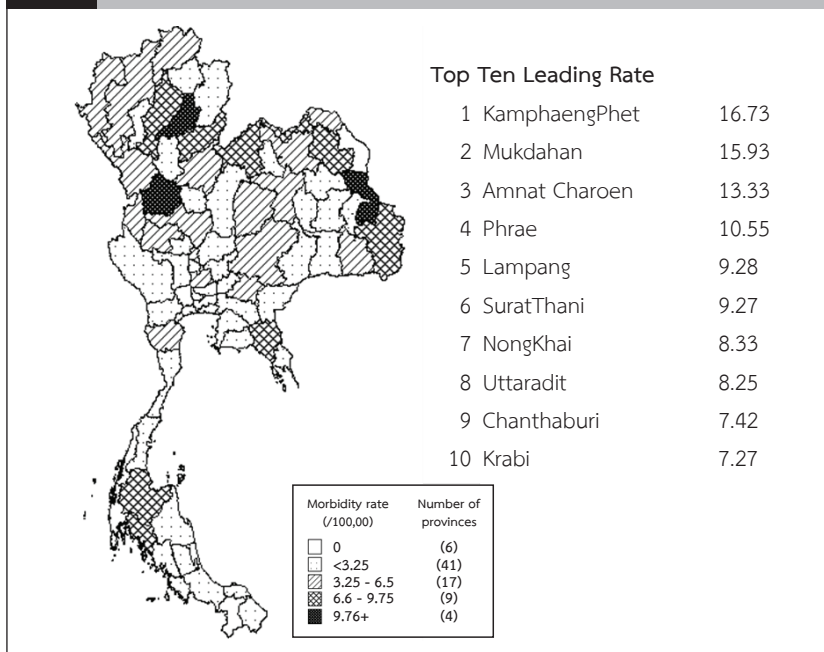 Top Ten Leading Rate
1 KamphaengPhet 16.73
2 Mukdahan 15.93
3 Amnat Charoen 13.33
4 Phrae 10.55
5 Lampang 9.28
6 SuratThani 9.27
7 NongKhai 8.33
8 Uttaradit 8.25
9 Chanthaburi 7.42
10 Krabi 7.27
Morbidity rate Number of
(/100,00) provinces
0 (6)
<3.25 (41)
3.25 - 6.5 (17)
6.6 - 9.75 (9)
9.76+ (4)